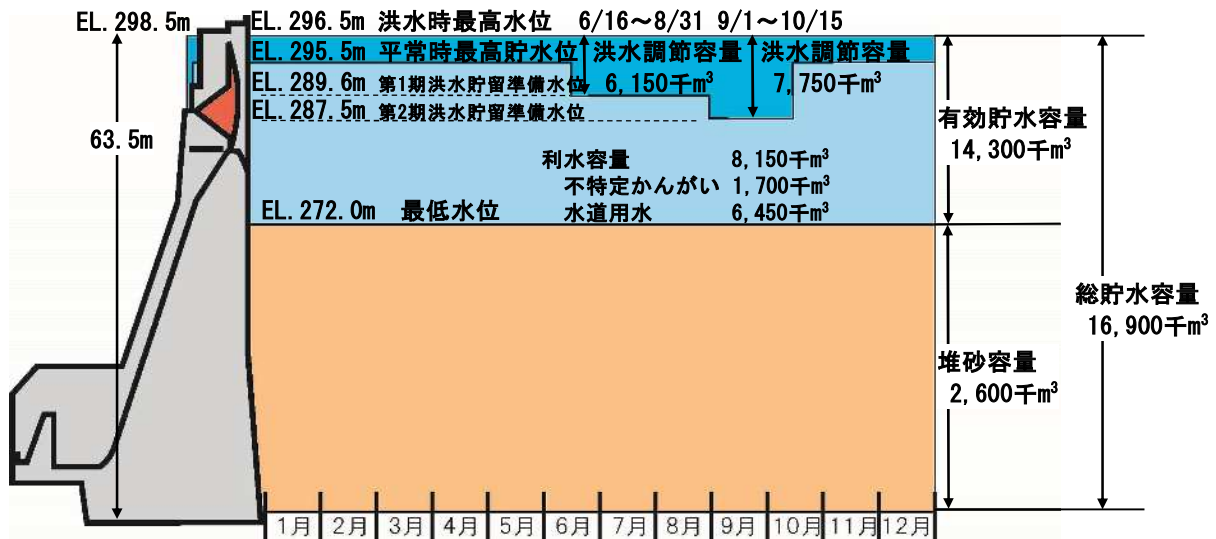 EL.298.5m
EL.296.5m 洪水時最高水位 6/16～8/31 9/1～10/15
EL.295.5m 平常時最高貯水位 洪水調節容量 洪水調節容量
EL.289.6m 第1期洪水貯留準備水位 6,150千m³ 7,750千m³
EL.287.5m 第2期洪水貯留準備水位
63.5m
有効貯水容量
14,300千m³
利水容量 8,150千m³
不特定かんがい 1,700千m³
EL.272.0m 最低水位 水道用水 6,450千m³
総貯水容量
16,900千m³
堆砂容量
2,600千m³
1月 2月 3月 4月 5月 6月 7月 8月 9月 10月 11月 12月